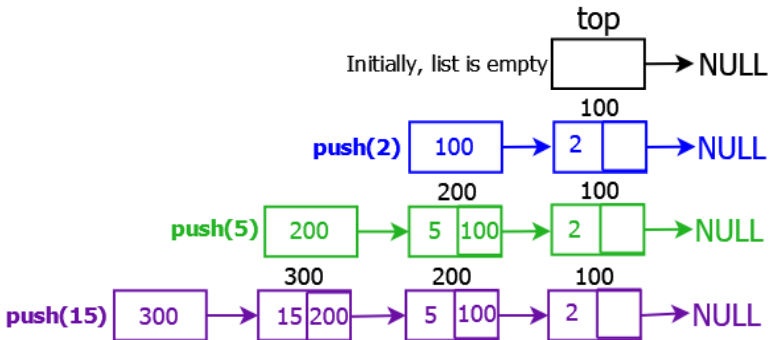 top
Initially, list is empty NULL
100
push(2) 100 2 NULL
200 100
push(5) 200 5 100 2 NULL
300 200 100
push(15) 300 15 200 5 100 2 NULL